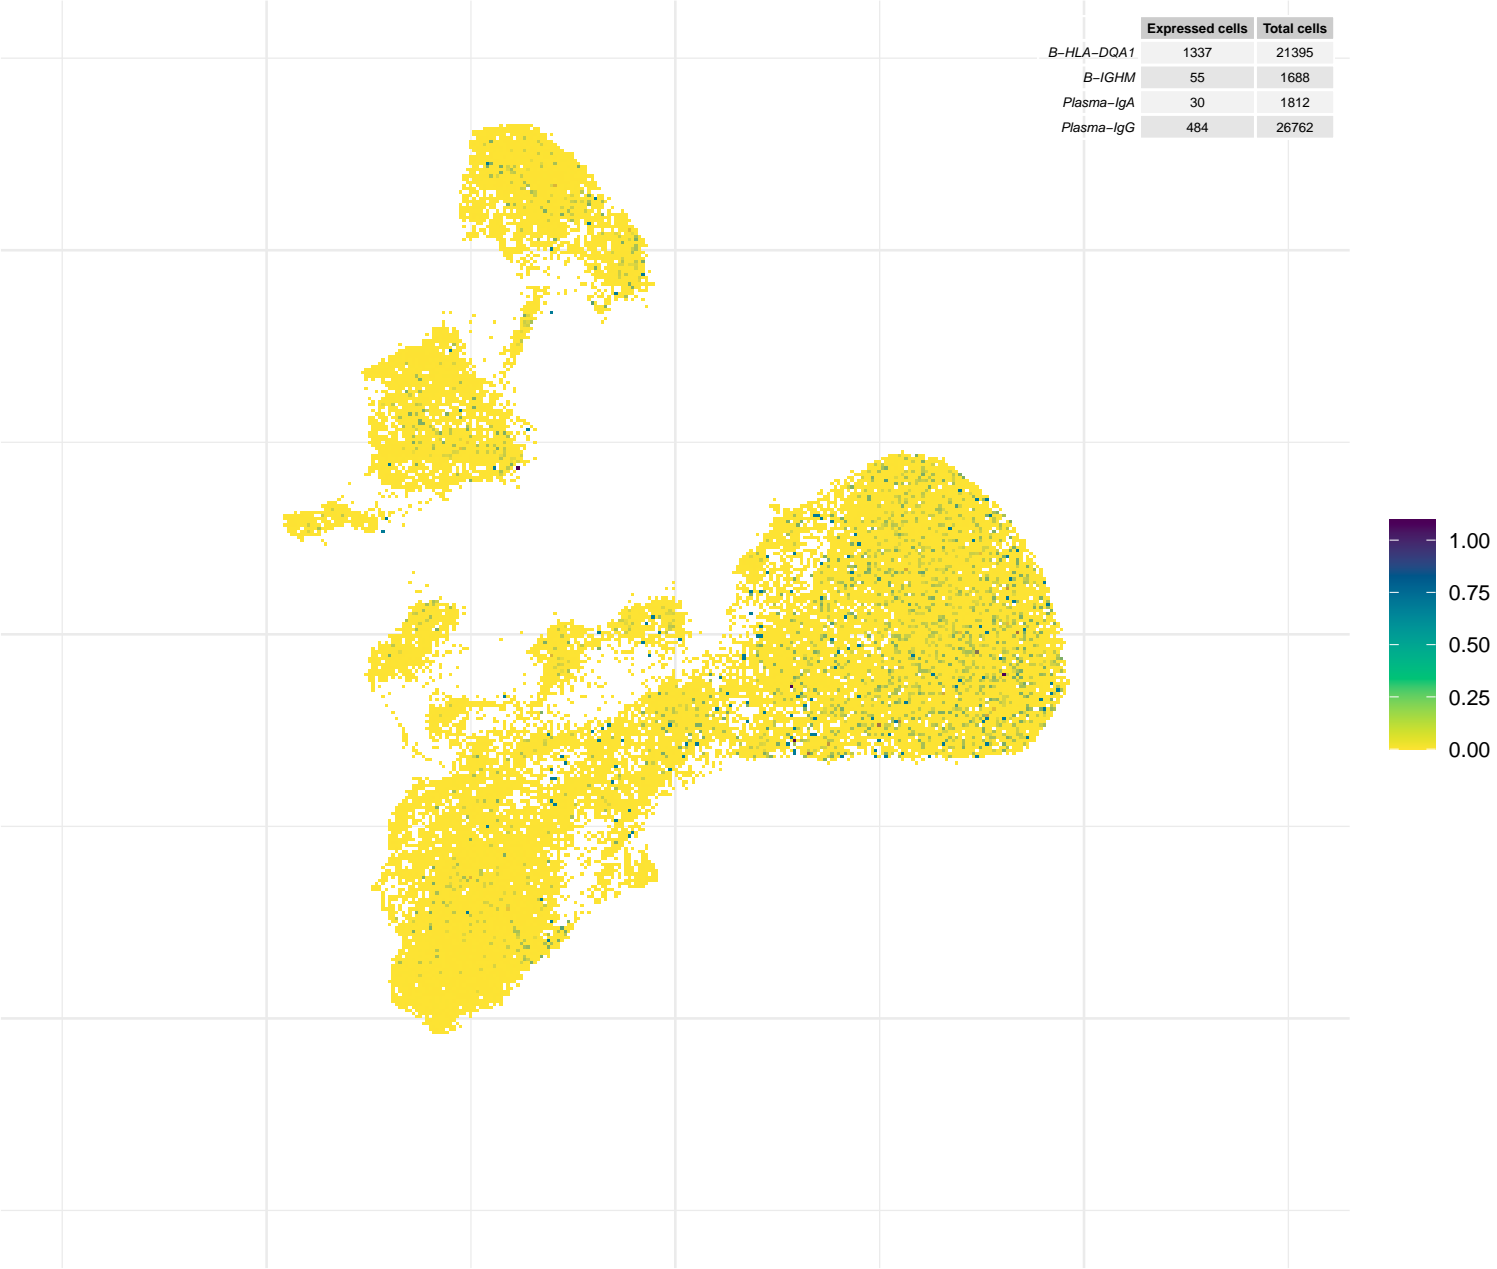 Expressed cells Total cells
B−HLA−DQA1 1337 21395
B−IGHM 55 1688
Plasma−IgA 30 1812
Plasma−IgG 484 26762
1.00
0.75
0.50
0.25
0.00